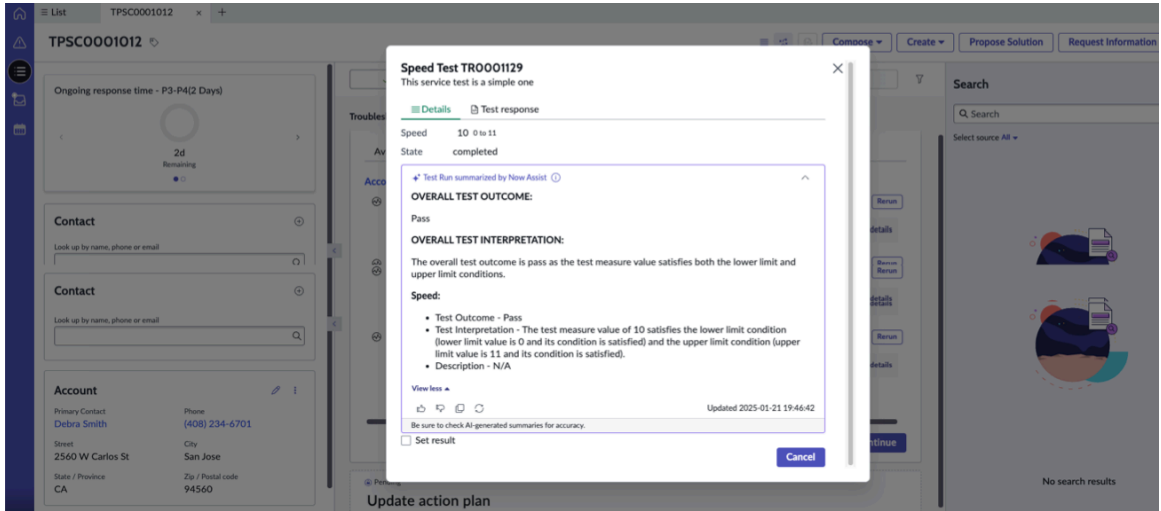 List
TPSC0001012 × +
TPSC0001012
Compose
Create
Propose Solution
Request Information
Ongoing response time - P3-P4(2 Days)
2d
Remaining
Contact
Look up by name, phone or email
Contact
Look up by name, phone or email
Account
Primary Contact
Phone
Debra Smith
(408) 234-6701
Street
City
2560 W Carlos St
San Jose
State / Province
Zip / Postal code
CA
94560
Troubles
Av
Acco
Speed Test TR0001129
This service test is a simple one
Details
Test response
Speed 10 0 to 11
State completed
Test Run summarized by Now Assist
OVERALL TEST OUTCOME:
Pass
OVERALL TEST INTERPRETATION:
The overall test outcome is pass as the test measure value satisfies both the lower limit and
upper limit conditions.
Speed:
• Test Outcome - Pass
• Test Interpretation - The test measure value of 10 satisfies the lower limit condition
(lower limit value is 0 and its condition is satisfied) and the upper limit condition (upper
limit value is 11 and its condition is satisfied).
• Description - N/A
View less
Updated 2025-01-21 19:46:42
Be sure to check AI-generated summaries for accuracy.
Set result
Cancel
Rerun
details
Rerun
Rerun
details
details
Rerun
details
ntinue
Pending
Update action plan
Search
Search
Select source All
No search results